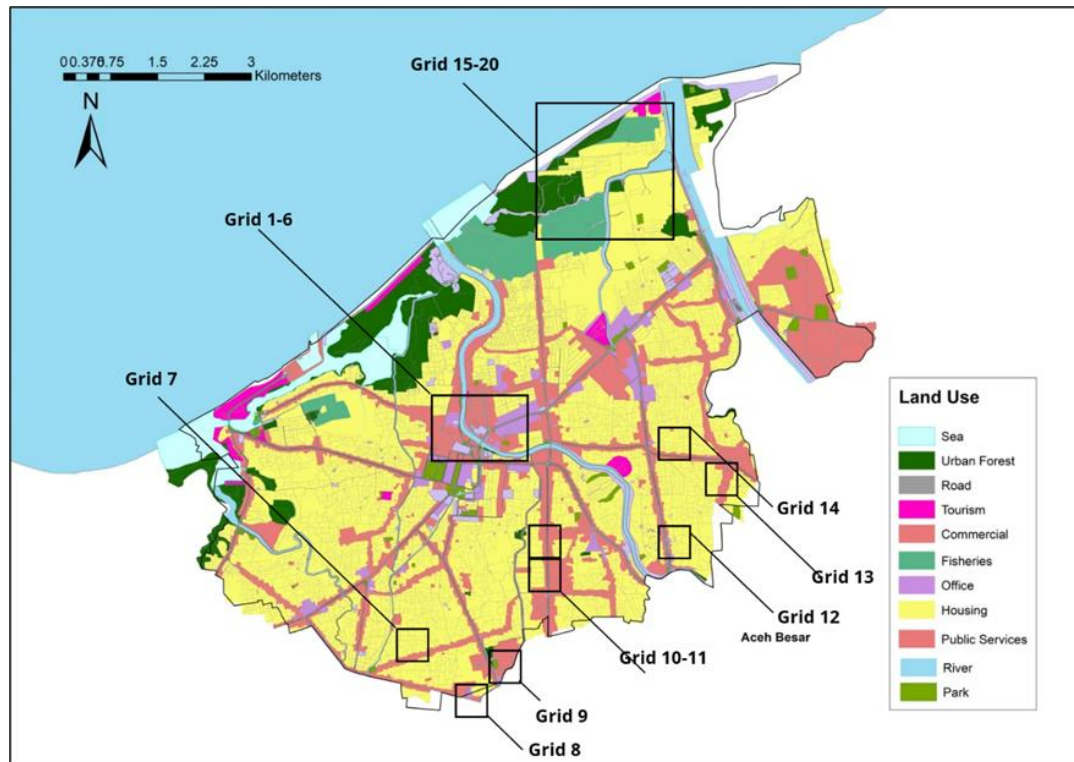 0 0.375 0.75 1.5 2.25 3
Kilometers
N
Grid 15-20
Grid 1-6
Grid 7
Grid 14
Grid 13
Grid 12
Aceh Besar
Grid 10-11
Grid 9
Grid 8
Land Use
Sea
Urban Forest
Road
Tourism
Commercial
Fisheries
Office
Housing
Public Services
River
Park